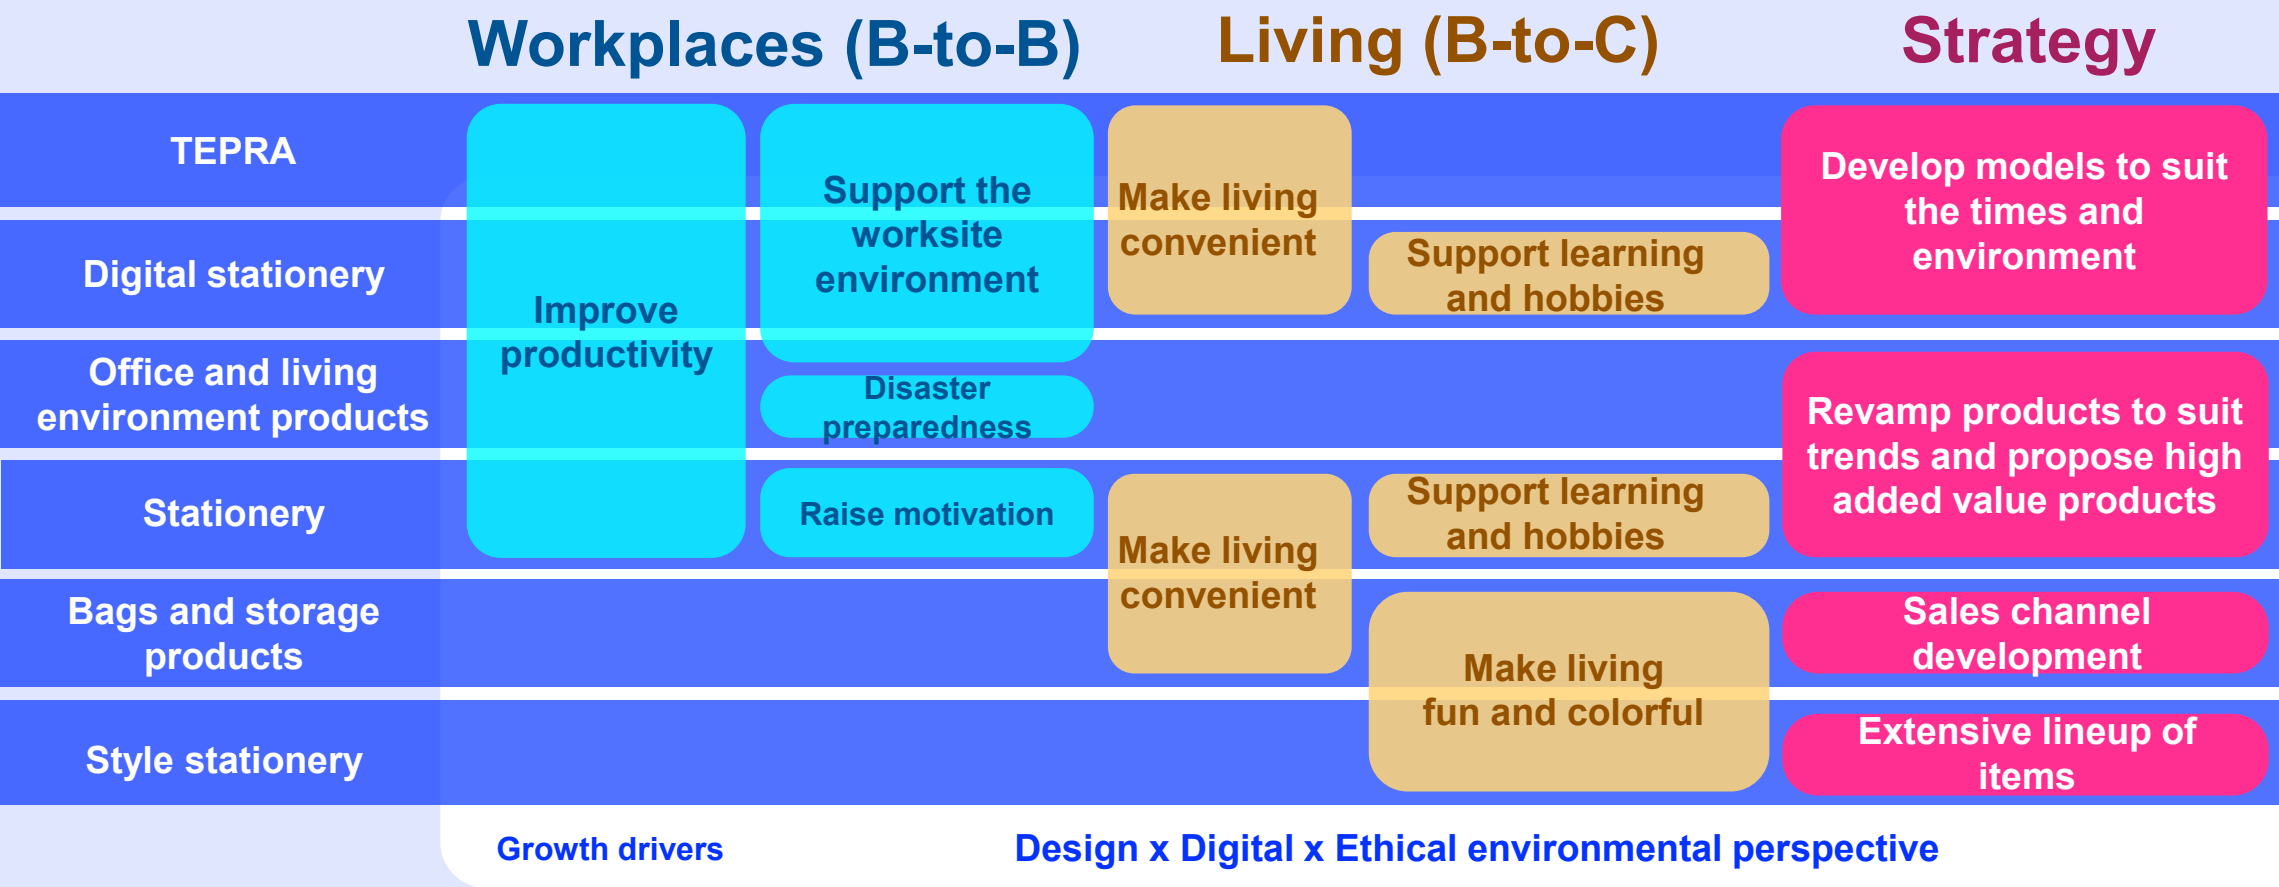 Workplaces (B-to-B)
Living (B-to-C)
Strategy
TEPRA
Digital stationery
Office and living
environment products
Stationery
Bags and storage
products
Style stationery
Improve
productivity
Support the
worksite
environment
Disaster
preparedness
Raise motivation
Make living
convenient
Support learning
and hobbies
Make living
convenient
Support learning
and hobbies
Make living
fun and colorful
Develop models to suit
the times and
environment
Revamp products to suit
trends and propose high
added value products
Sales channel
development
Extensive lineup of
items
Growth drivers
Design x Digital x Ethical environmental perspective